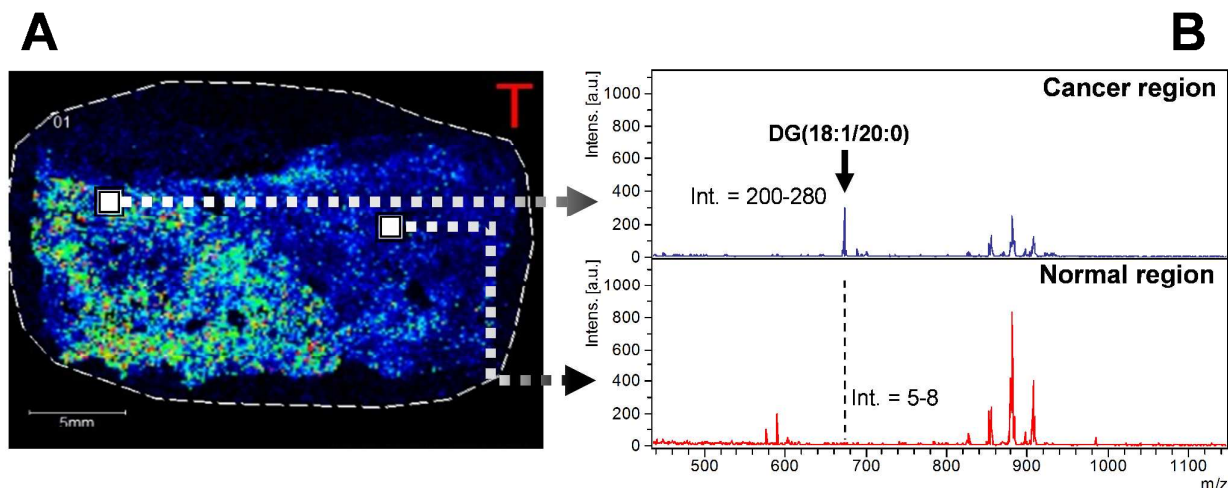 A
B
01
T
5mm
Intens. [a.u.]
1000
800
600
400
200
0
Cancer region
DG(18:1/20:0)
Int. = 200-280
Intens. [a.u.]
1000
800
600
400
200
0
Normal region
Int. = 5-8
500 600 700 800 900 1000 1100
m/z